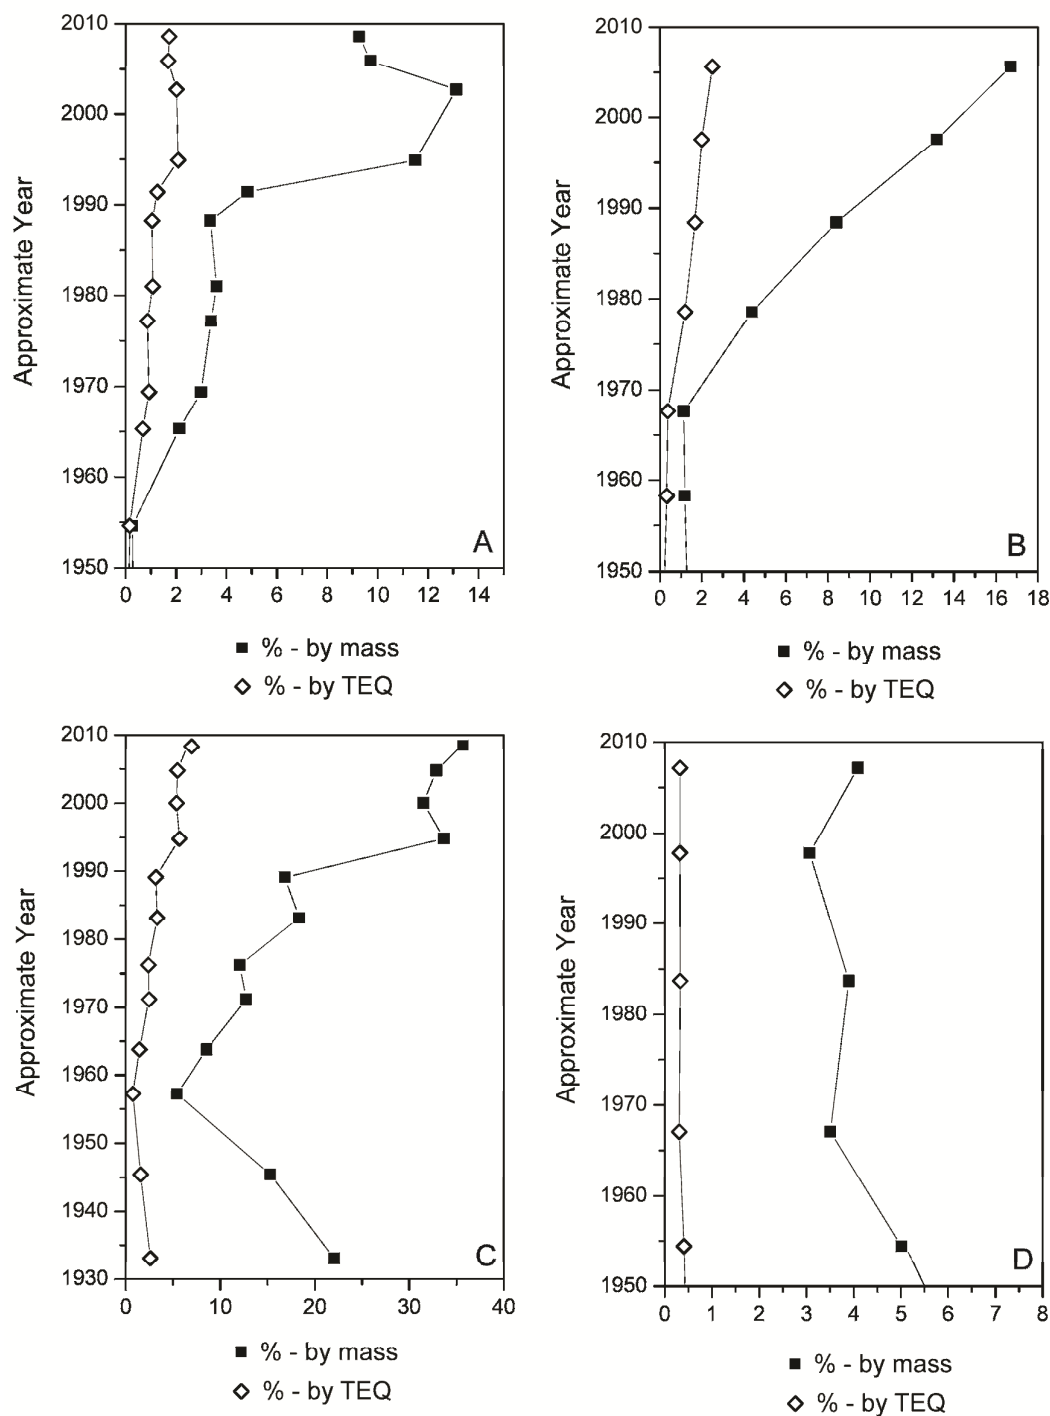 2010
2000
1990
1980
1970
1960
1950
Approximate Year
A
0 2 4 6 8 10 12 14
■ % - by mass
◇ % - by TEQ
2010
2000
1990
1980
1970
1960
1950
Approximate Year
B
0 2 4 6 8 10 12 14 16 18
■ % - by mass
◇ % - by TEQ
2010
2000
1990
1980
1970
1960
1950
1940
1930
Approximate Year
C
0 10 20 30 40
■ % - by mass
◇ % - by TEQ
2010
2000
1990
1980
1970
1960
1950
Approximate Year
D
0 1 2 3 4 5 6 7 8
■ % - by mass
◇ % - by TEQ